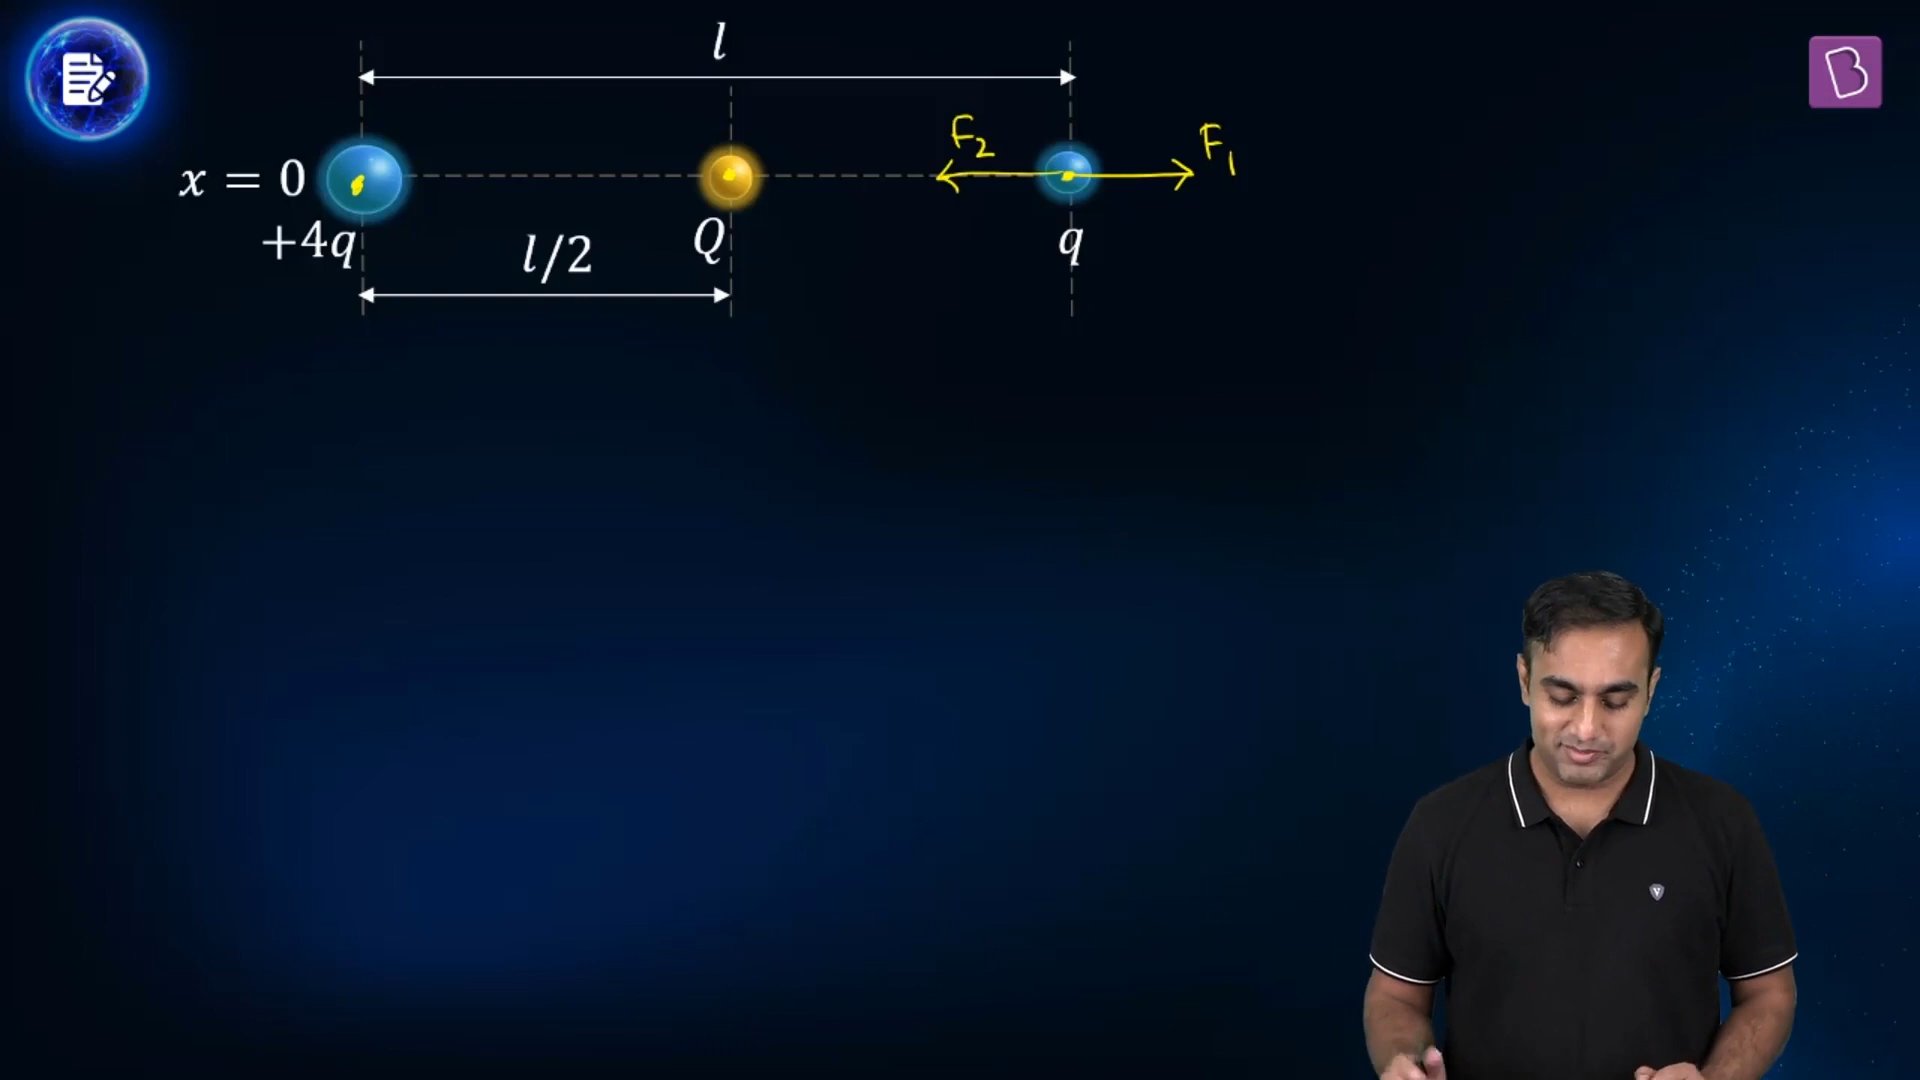 l
F₂
F₁
x = 0
+4q
l/2
Q
q